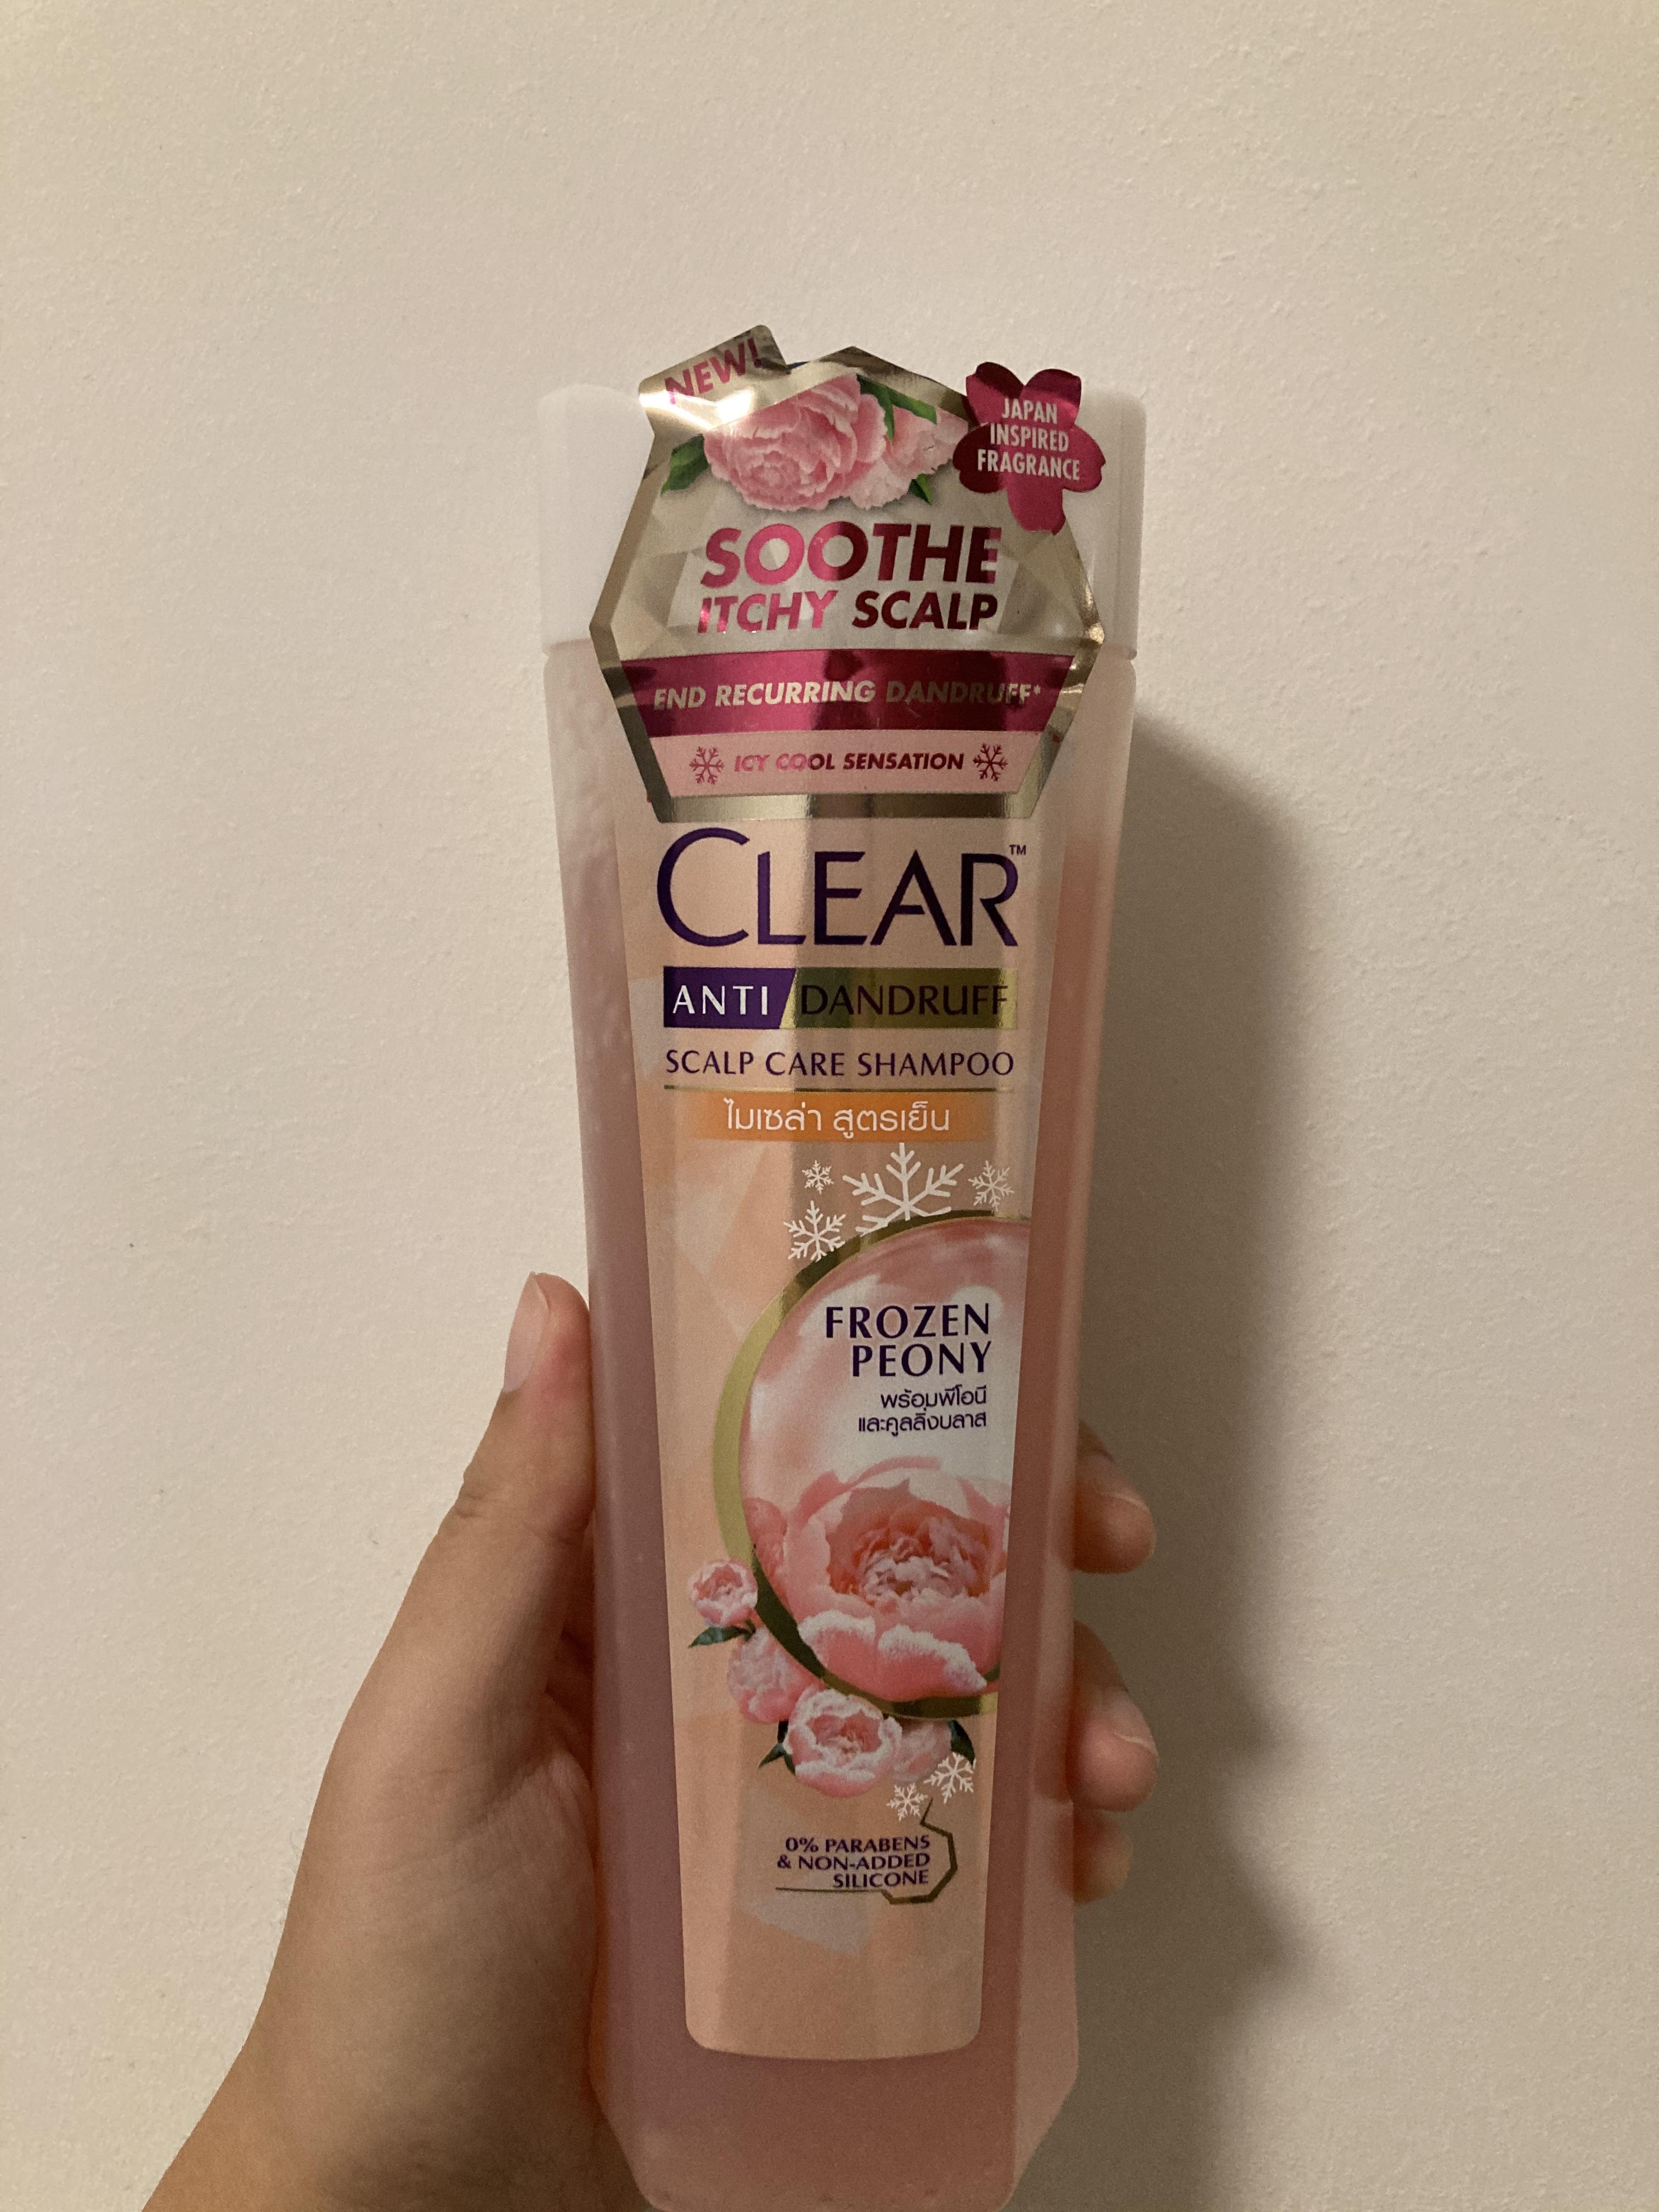 NEW!
JAPAN
INSPIRED
FRAGRANCE
SOOTHE
ITCHY SCALP
END RECURRING DANDRUFF*
ICY COOL SENSATION
CLEAR™
ANTI DANDRUFF
SCALP CARE SHAMPOO
ไมเซล่า สูตรเย็น
FROZEN
PEONY
พร้อมพีโอนี
และคูลลิ่งบลาส
0% PARABENS
& NON-ADDED
SILICONE